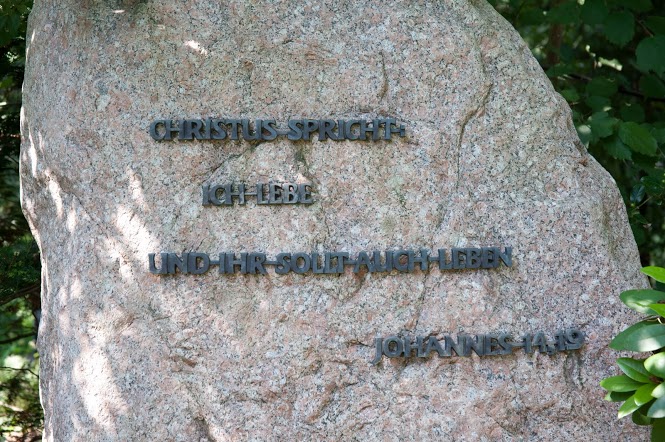 CHRISTUS SPRICHT:
ICH LEBE
UND IHR SOLLT AUCH LEBEN
JOHANNES 14.19